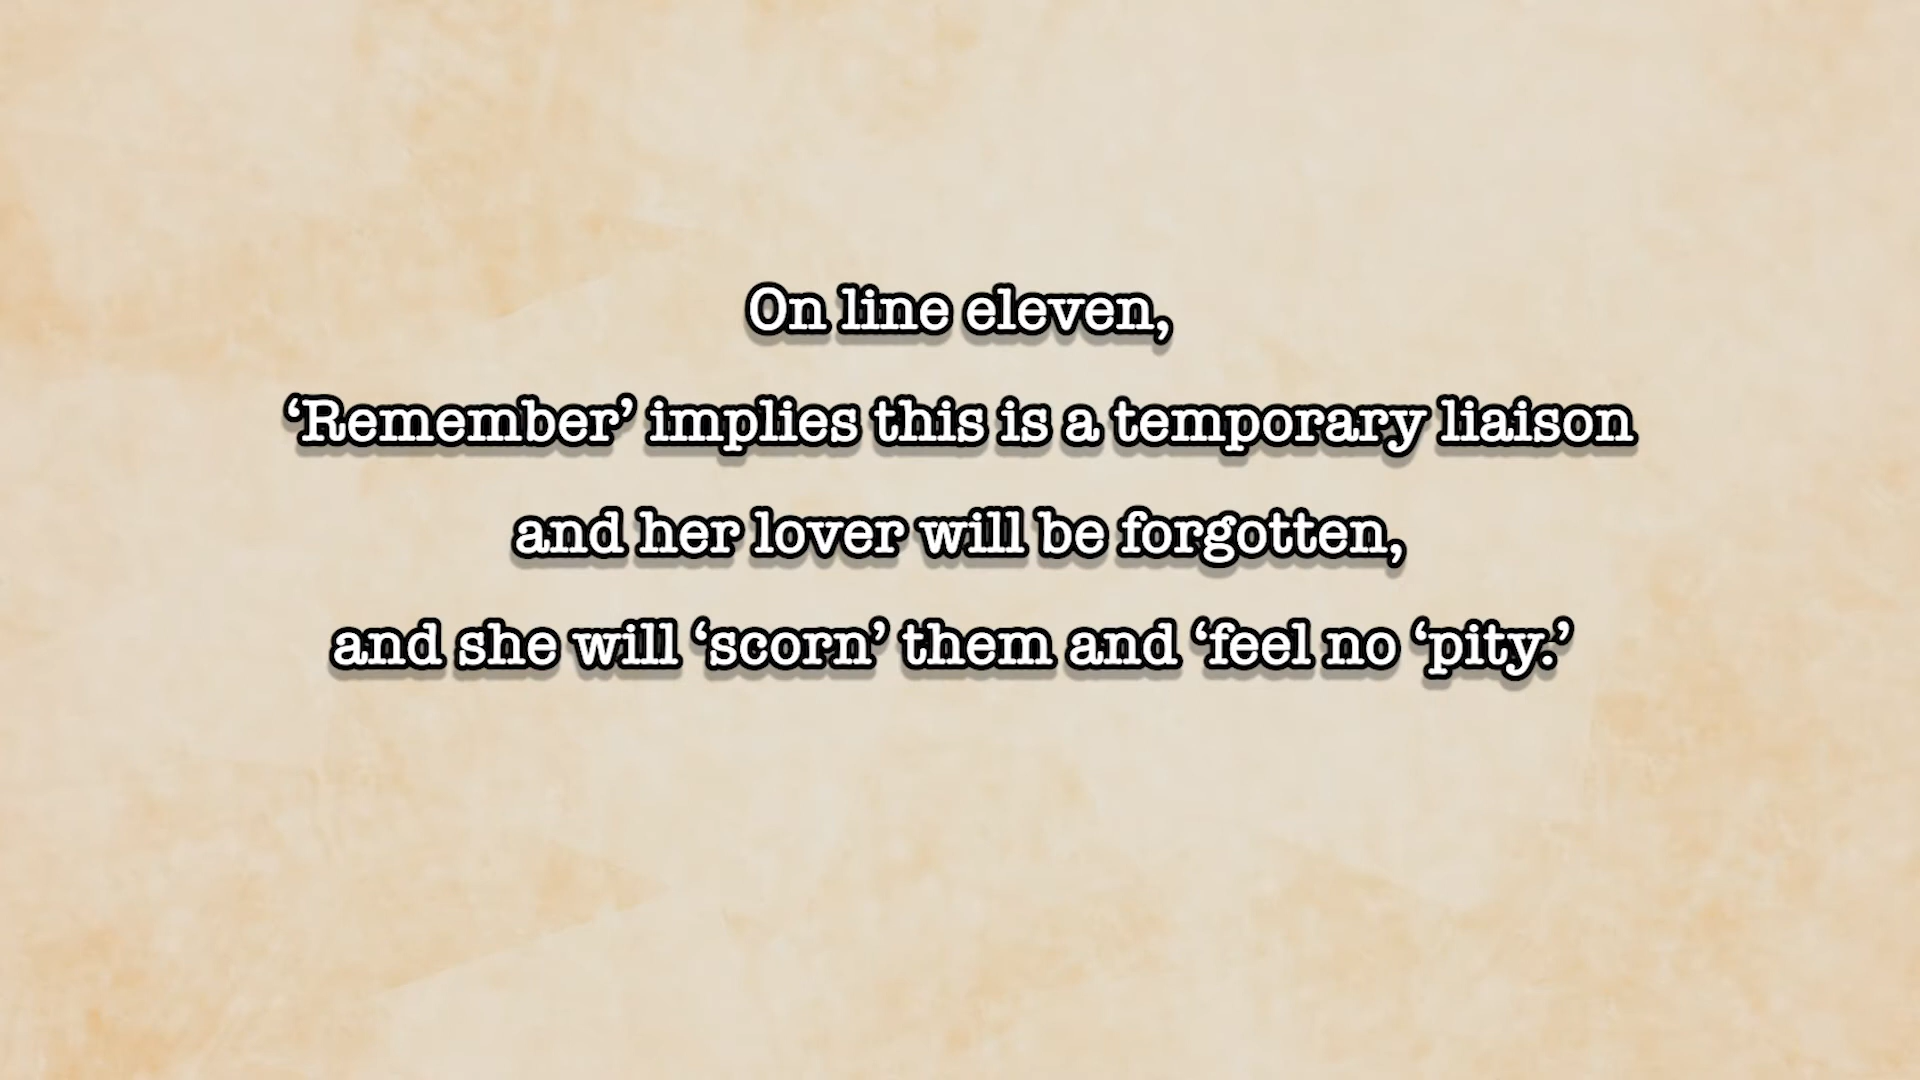 On line eleven,
‘Remember’ implies this is a temporary liaison
and her lover will be forgotten,
and she will ‘scorn’ them and ‘feel no ‘pity.’